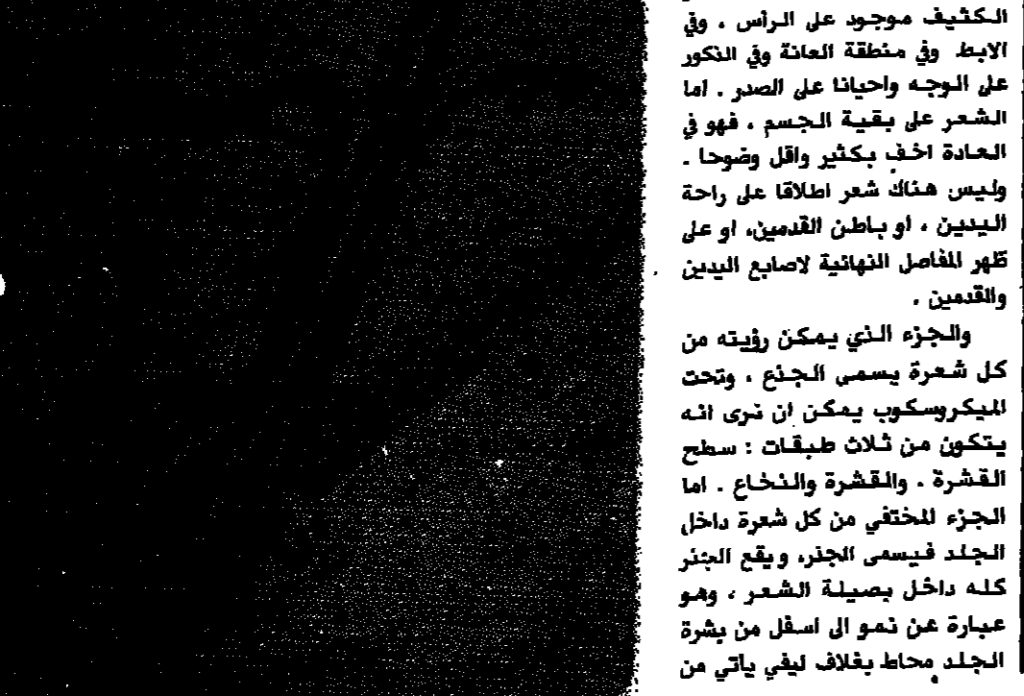 الكثيف موجود على الرأس ، وفي
الابط وفي منطقة العانة وفي الذكور
على الوجه واحيانا على الصدر . اما
الشعر على بقية الجسم ، فهو في
العادة اخف بكثير واقل وضوحا .
وليس هناك شعر اطلاقا على راحة
اليدين ، او باطن القدمين، او على
ظهر المفاصل النهائية لاصابع اليدين
والقدمين .
والجزء الذي يمكن رؤيته من
كل شعرة يسمى الجذع ، وتحت
الميكروسكوب يمكن ان نرى انه
يتكون من ثلاث طبقات : سطح
القشرة . والقشرة والنخاع . اما
الجزء المختفي من كل شعرة داخل
الجلد فيسمى الجذر، ويقع الجذر
كله داخل بصيلة الشعر ، وهو
عبارة عن نمو الى اسفل من بشرة
الجلد محاط بغلاف ليفي ياتي من